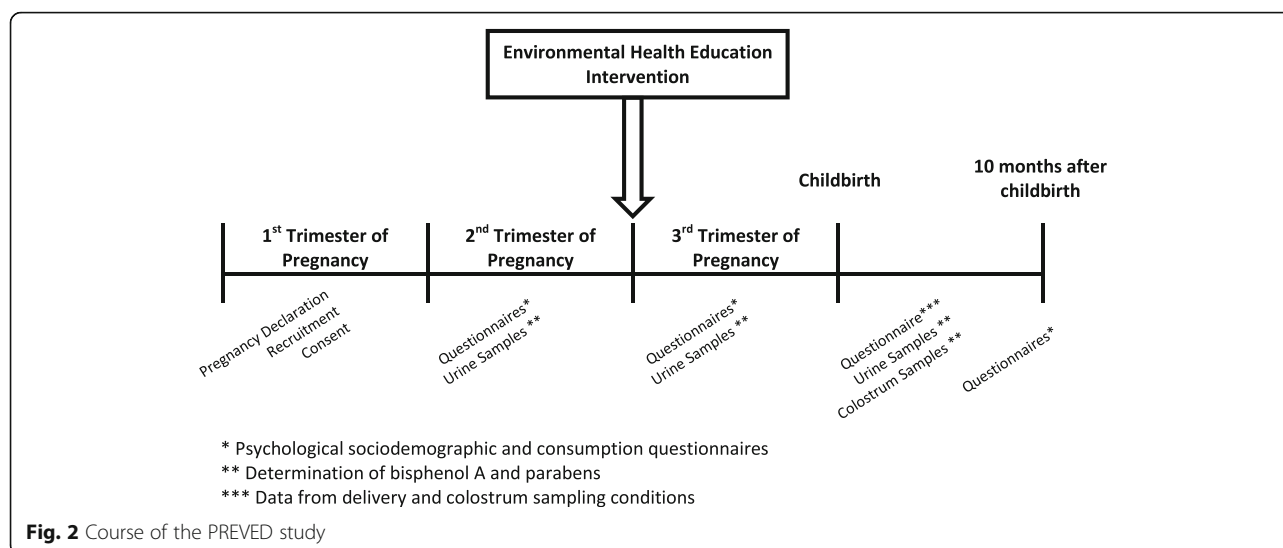 Environmental Health Education
Intervention
Childbirth
10 months after
childbirth
1st Trimester of
Pregnancy
2nd Trimester of
Pregnancy
3rd Trimester of
Pregnancy
Pregnancy Declaration
Recruitment
Consent
Questionnaires*
Urine Samples **
Questionnaires*
Urine Samples **
Questionnaire***
Urine Samples **
Colostrum Samples **
Questionnaires*
* Psychological sociodemographic and consumption questionnaires
** Determination of bisphenol A and parabens
*** Data from delivery and colostrum sampling conditions
Fig. 2 Course of the PREVED study